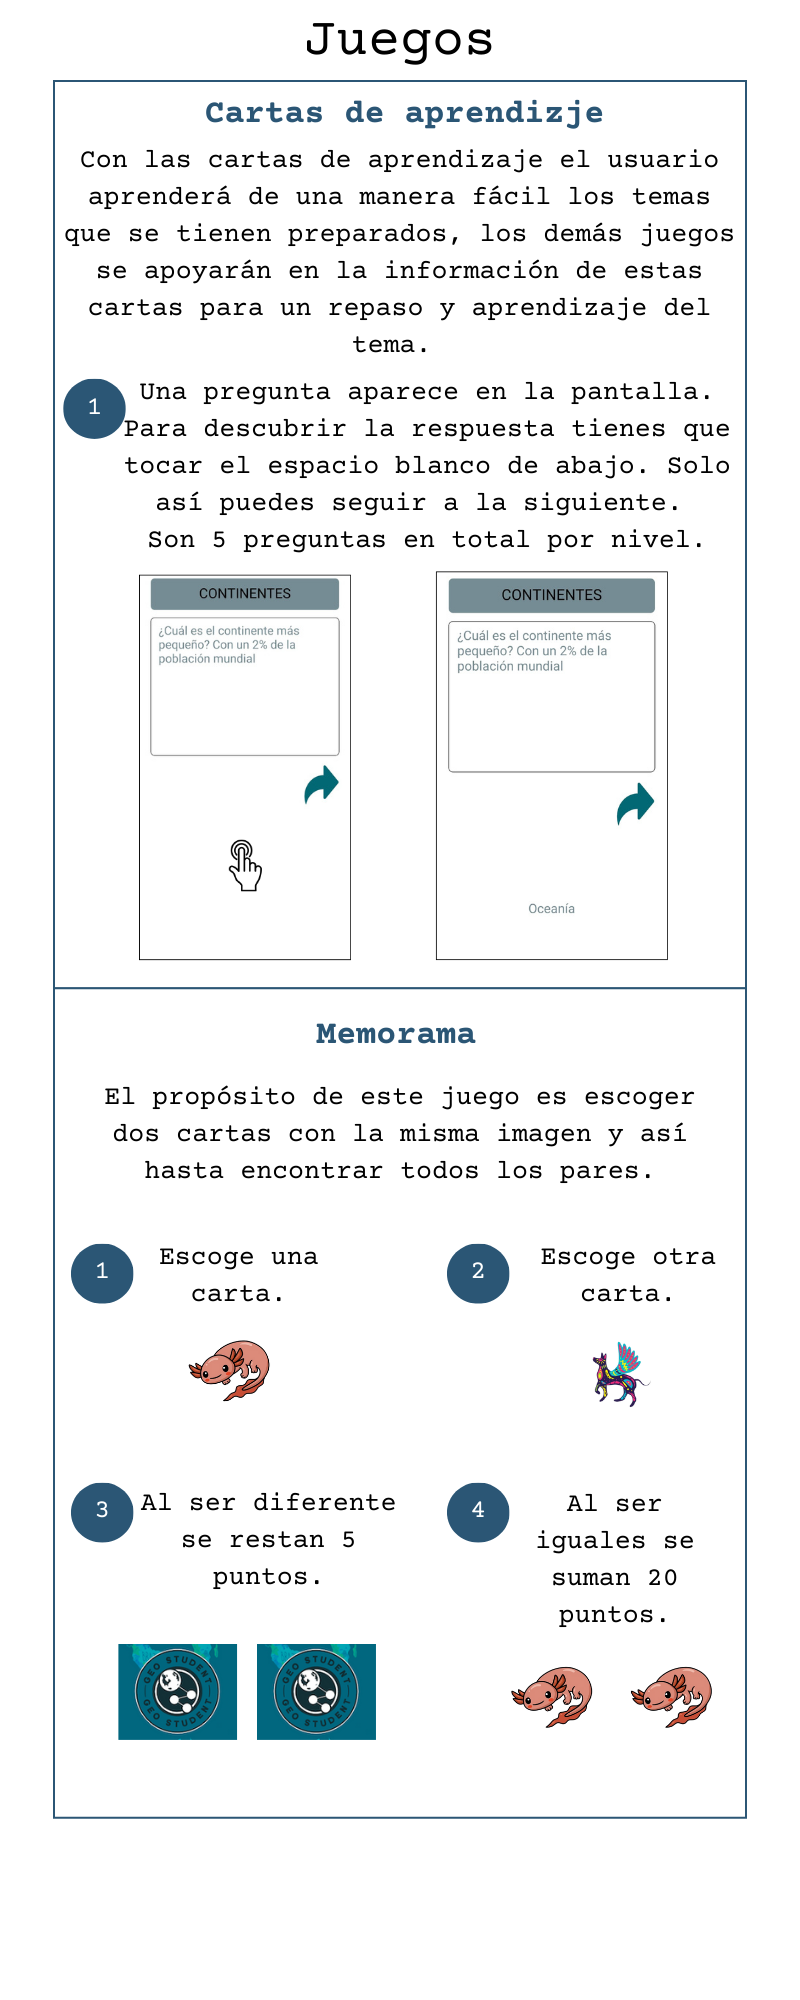 Juegos
Cartas de aprendizje
Con las cartas de aprendizaje el usuario
aprenderá de una manera fácil los temas
que se tienen preparados, los demás juegos
se apoyarán en la información de estas
cartas para un repaso y aprendizaje del
tema.
1
Una pregunta aparece en la pantalla.
Para descubrir la respuesta tienes que
tocar el espacio blanco de abajo. Solo
así puedes seguir a la siguiente.
Son 5 preguntas en total por nivel.
CONTINENTES
¿Cuál es el continente más
pequeño? Con un 2% de la
población mundial
CONTINENTES
¿Cuál es el continente más
pequeño? Con un 2% de la
población mundial
Oceanía
Memorama
El propósito de este juego es escoger
dos cartas con la misma imagen y así
hasta encontrar todos los pares.
1
Escoge una
carta.
2
Escoge otra
carta.
3
Al ser diferente
se restan 5
puntos.
4
Al ser
iguales se
suman 20
puntos.
GEO STUDENT
GEO STUDENT
GEO STUDENT
GEO STUDENT